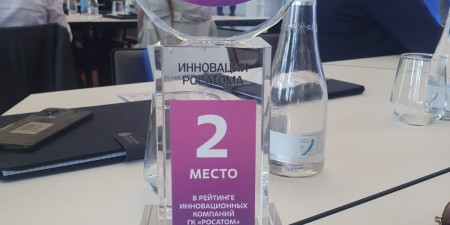 ИННОВАЦИИ
РОСАТОМА
2
МЕСТО
В РЕЙТИНГЕ
ИННОВАЦИОННЫХ
КОМПАНИЙ
ГК «РОСАТОМ»